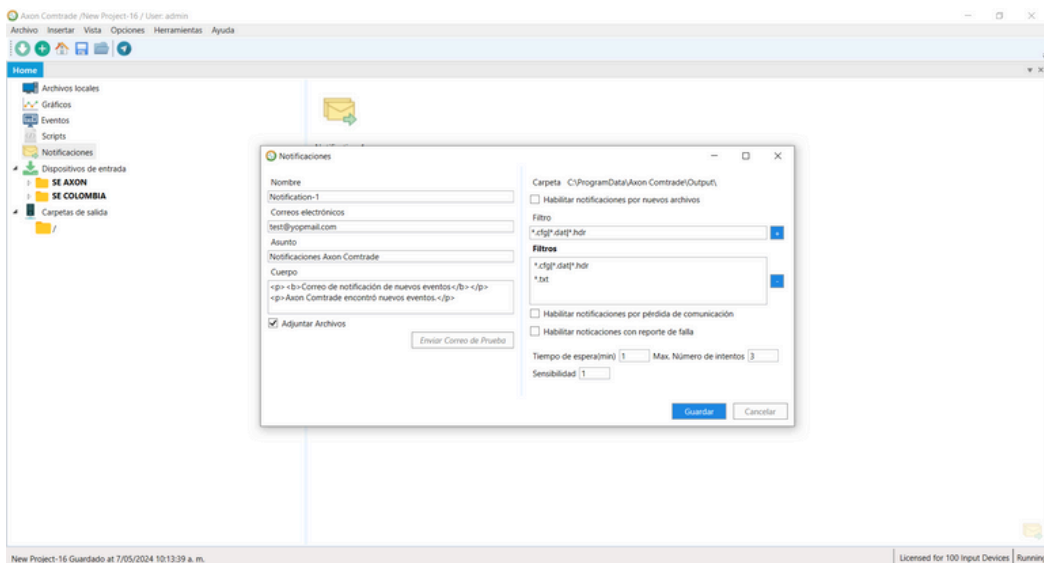 Axon Comtrade /New Project-16 / User: admin
Archivo Insertar Vista Opciones Herramientas Ayuda
Home
Archivos locales
Gráficos
Eventos
Scripts
Notificaciones
Dispositivos de entrada
SE AXON
SE COLOMBIA
Carpetas de salida
/
Notificaciones
Nombre
Notification-1
Correos electrónicos
test@yopmail.com
Asunto
Notificaciones Axon Comtrade
Cuerpo
<p><b>Correo de notificación de nuevos eventos</b></p>
<p>Axon Comtrade encontró nuevos eventos.</p>
Adjuntar Archivos
Enviar Correo de Prueba
Carpeta C:\ProgramData\Axon Comtrade\Output\,
Habilitar notificaciones por nuevos archivos
Filtro
*.cfg|*.dat|*.hdr
+
Filtros
*.cfg|*.dat|*.hdr
*.txt
-
Habilitar notificaciones por pérdida de comunicación
Habilitar noticaciones con reporte de falla
Tiempo de espera(min) 1 Max. Número de intentos 3
Sensibilidad 1
Guardar Cancelar
New Project-16 Guardado at 7/05/2024 10:13:39 a. m.
Licensed for 100 Input Devices Running